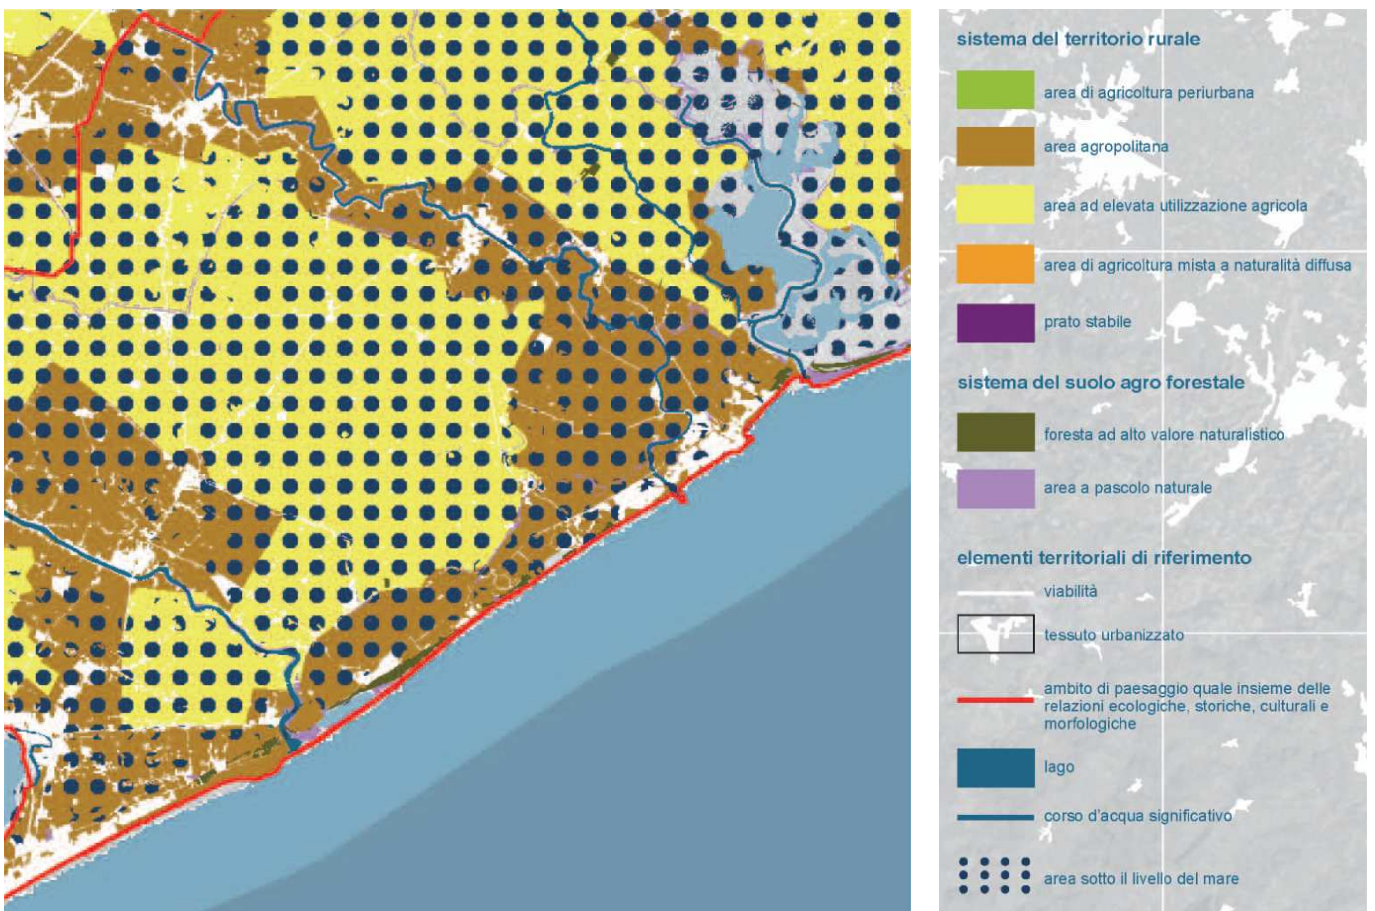 sistema del territorio rurale
area di agricoltura periurbana
area agropolitana
area ad elevata utilizzazione agricola
area di agricoltura mista a naturalità diffusa
prato stabile
sistema del suolo agro forestale
foresta ad alto valore naturalistico
area a pascolo naturale
elementi territoriali di riferimento
viabilità
tessuto urbanizzato
ambito di paesaggio quale insieme delle
relazioni ecologiche, storiche, culturali e
morfologiche
lago
corso d'acqua significativo
area sotto il livello del mare